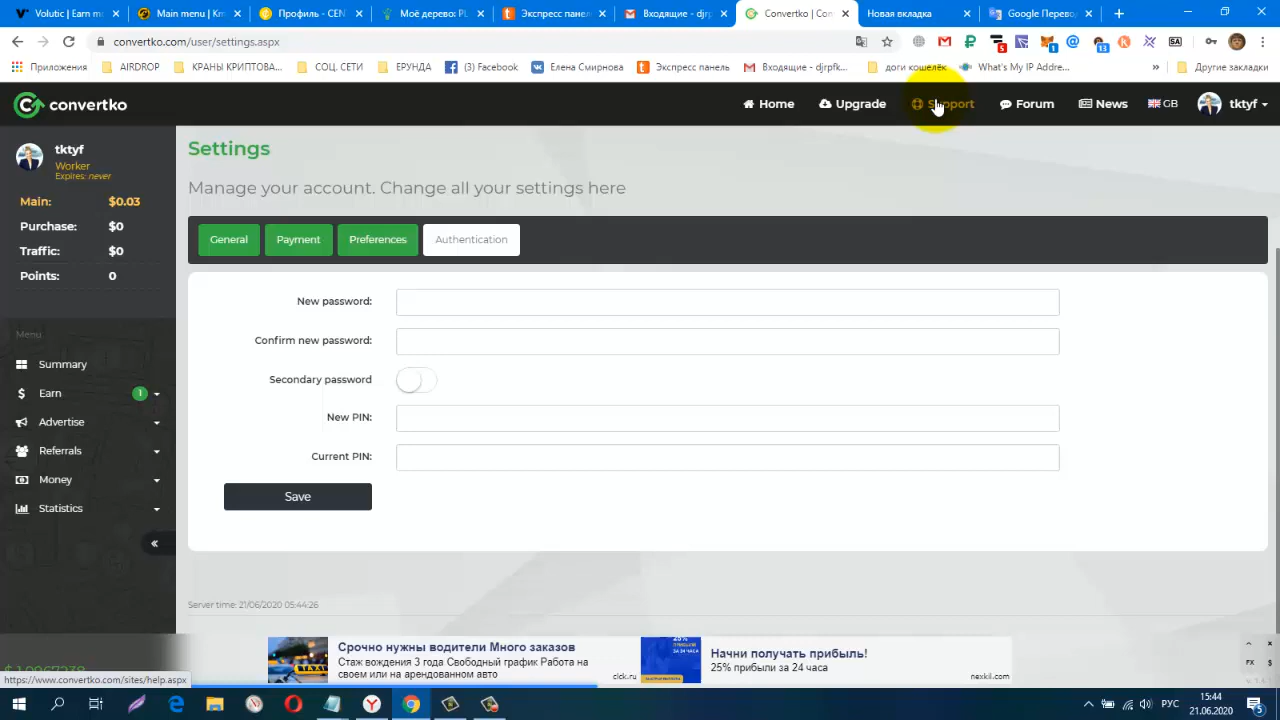 Volutic | Earn mo
Main menu | Km
Профиль - CEN
Моё дерево: PL
Экспресс панел
Входящие - djrp
Convertko | Con
Новая вкладка
Google Перево
convertko.com/user/settings.aspx
Приложения
AIRDROP
КРАНЫ КРИПТОВА...
СОЦ. СЕТИ
ЕРУНДА
(3) Facebook
Елена Смирнова
Экспресс панель
Входящие - djrpfk...
доги кошелёк
What's My IP Addre...
»
Другие закладки
convertko
Home
Upgrade
Support
Forum
News
GB
tktyf
tktyf
Worker
Expires: never
Main: $0.03
Purchase: $0
Traffic: $0
Points: 0
Menu
Summary
Earn 1
Advertise
Referrals
Money
Statistics
«
Settings
Manage your account. Change all your settings here
General
Payment
Preferences
Authentication
New password:
Confirm new password:
Secondary password
New PIN:
Current PIN:
Save
Server time: 21/06/2020 05:44:26
Срочно нужны водители Много заказов
Стаж вождения 3 года Свободный график Работа на
своем или на арендованном авто
clck.ru
Начни получать прибыль!
25% прибыли за 24 часа
nexkil.com
https://www.convertko.com/sites/help.aspx
РУС
15:44
21.06.2020